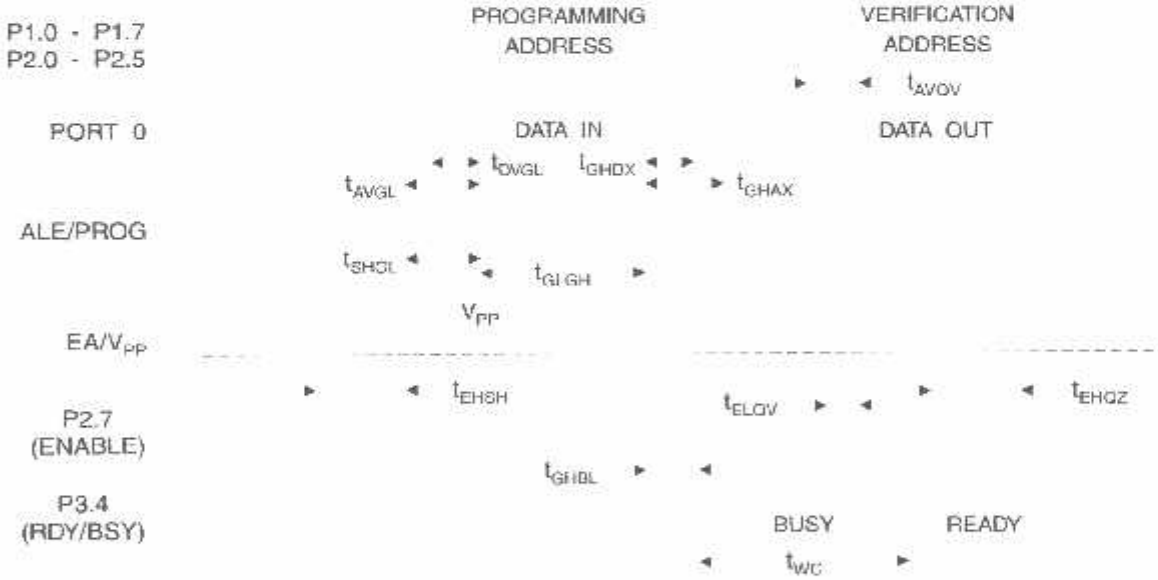 P1.0 - P1.7
P2.0 - P2.5
PROGRAMMING
ADDRESS
VERIFICATION
ADDRESS
tAVQV
PORT 0
DATA IN
DATA OUT
tDVGL
tGHDX
tAVGL
tGHAX
ALE/PROG
tSHGL
tGLGH
VPP
EA/VPP
tEHSH
tELQV
tEHQZ
P2.7
(ENABLE)
tGHBL
P3.4
(RDY/BSY)
BUSY
READY
tWC